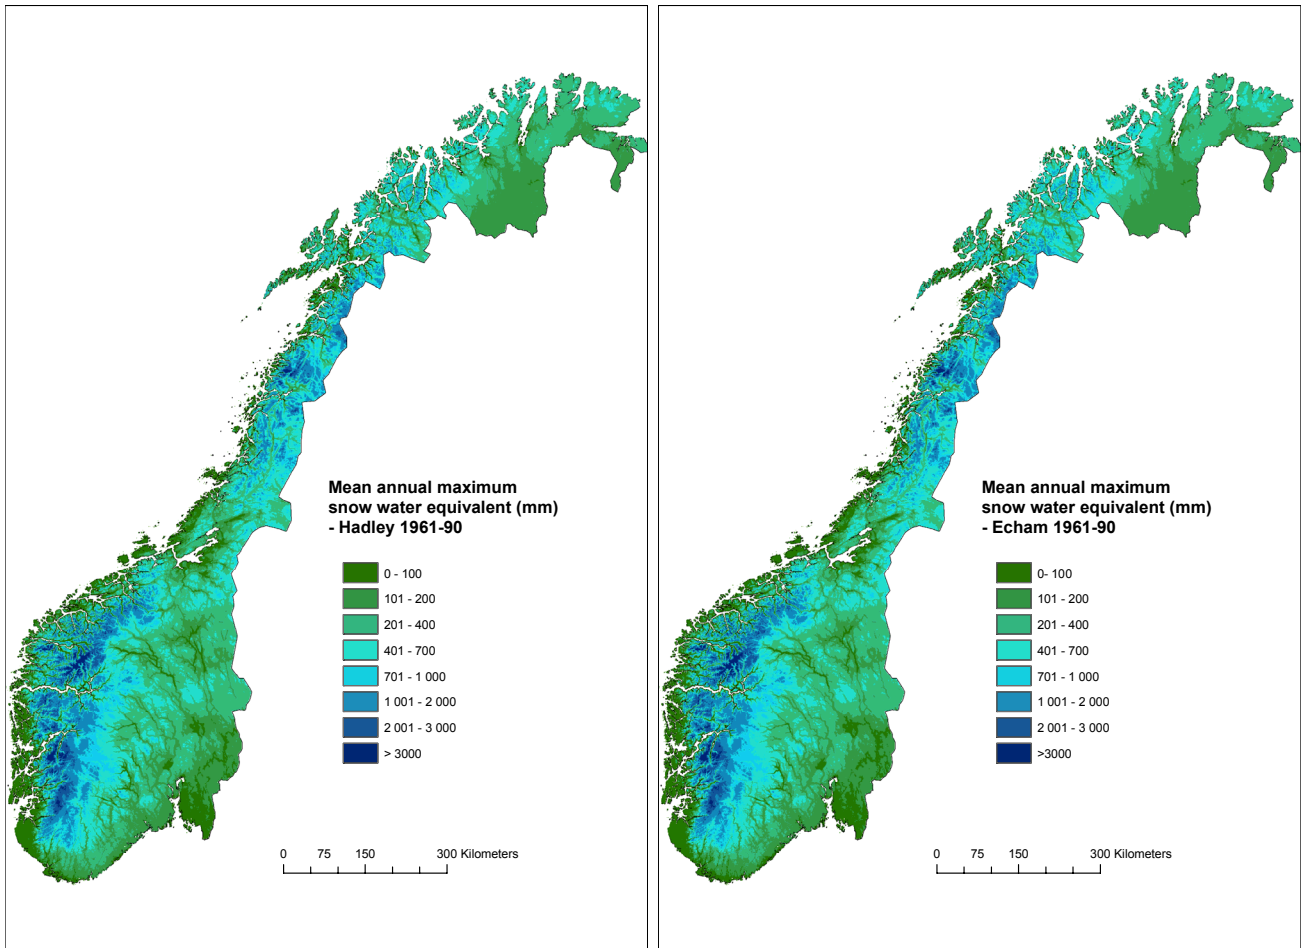 Mean annual maximum
snow water equivalent (mm)
- Hadley 1961-90
0 - 100
101 - 200
201 - 400
401 - 700
701 - 1 000
1 001 - 2 000
2 001 - 3 000
> 3000
0 75 150 300 Kilometers
Mean annual maximum
snow water equivalent (mm)
- Echam 1961-90
0- 100
101 - 200
201 - 400
401 - 700
701 - 1 000
1 001 - 2 000
2 001 - 3 000
>3000
0 75 150 300 Kilometers